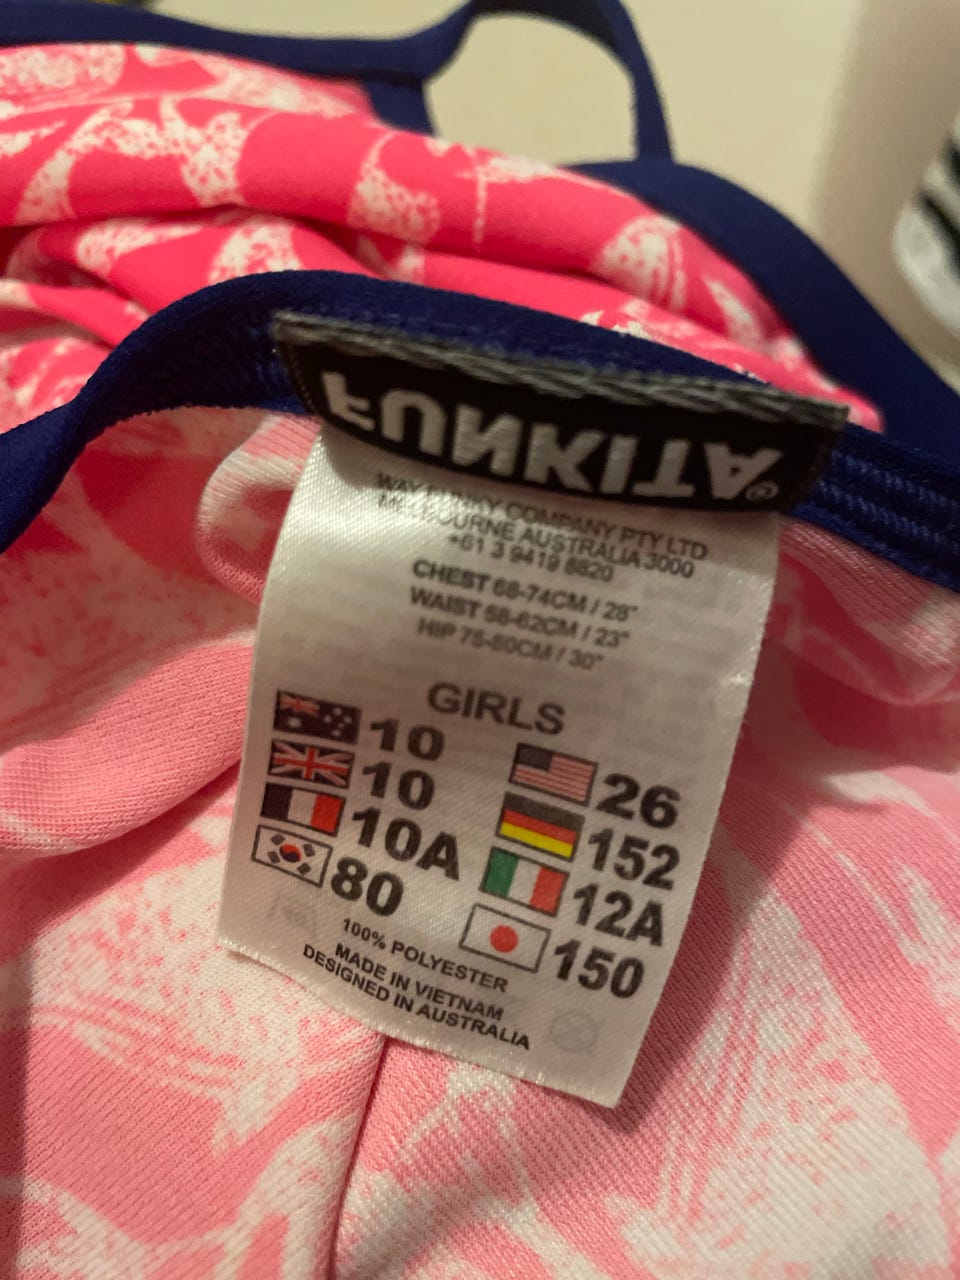 FUNKITA®
WAY FUNKY COMPANY PTY LTD
MELBOURNE AUSTRALIA 3000
+61 3 9419 8820
CHEST 68-74CM / 28"
WAIST 58-62CM / 23"
HIP 75-80CM / 30"
GIRLS
10
10
10A
80
26
152
12A
150
100% POLYESTER
MADE IN VIETNAM
DESIGNED IN AUSTRALIA